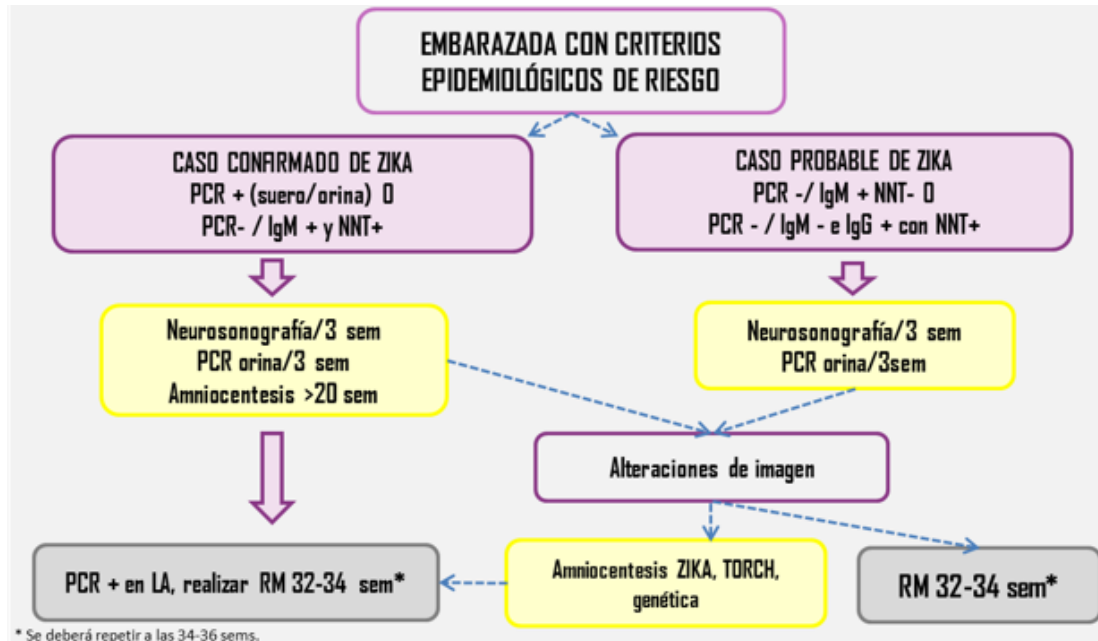 EMBARAZADA CON CRITERIOS
EPIDEMIOLÓGICOS DE RIESGO
CASO CONFIRMADO DE ZIKA
PCR + (suero/orina) O
PCR- / IgM + y NNT+
CASO PROBABLE DE ZIKA
PCR -/ IgM + NNT- O
PCR - / IgM - e IgG + con NNT+
Neurosonografía/3 sem
PCR orina/3 sem
Amniocentesis >20 sem
Neurosonografía/3 sem
PCR orina/3sem
Alteraciones de imagen
PCR + en LA, realizar RM 32-34 sem*
Amniocentesis ZIKA, TORCH,
genética
RM 32-34 sem*
* Se deberá repetir a las 34-36 sems.